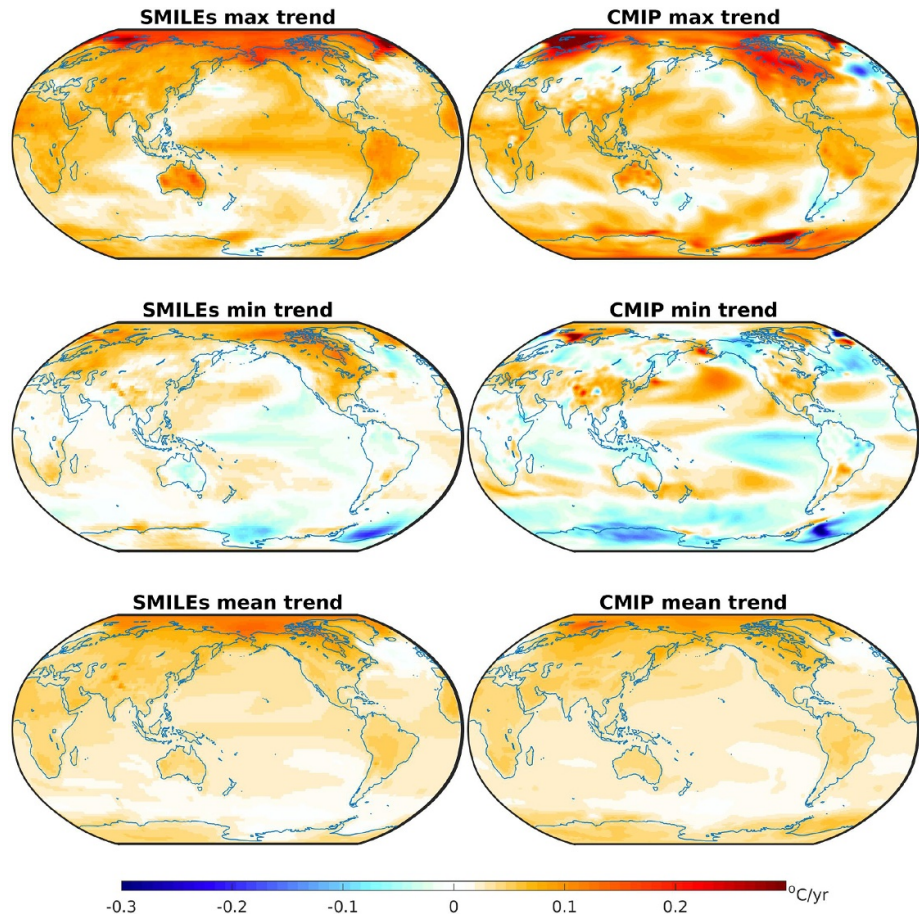 SMILEs max trend
CMIP max trend
SMILEs min trend
CMIP min trend
SMILEs mean trend
CMIP mean trend
-0.3 -0.2 -0.1 0 0.1 0.2 °C/yr